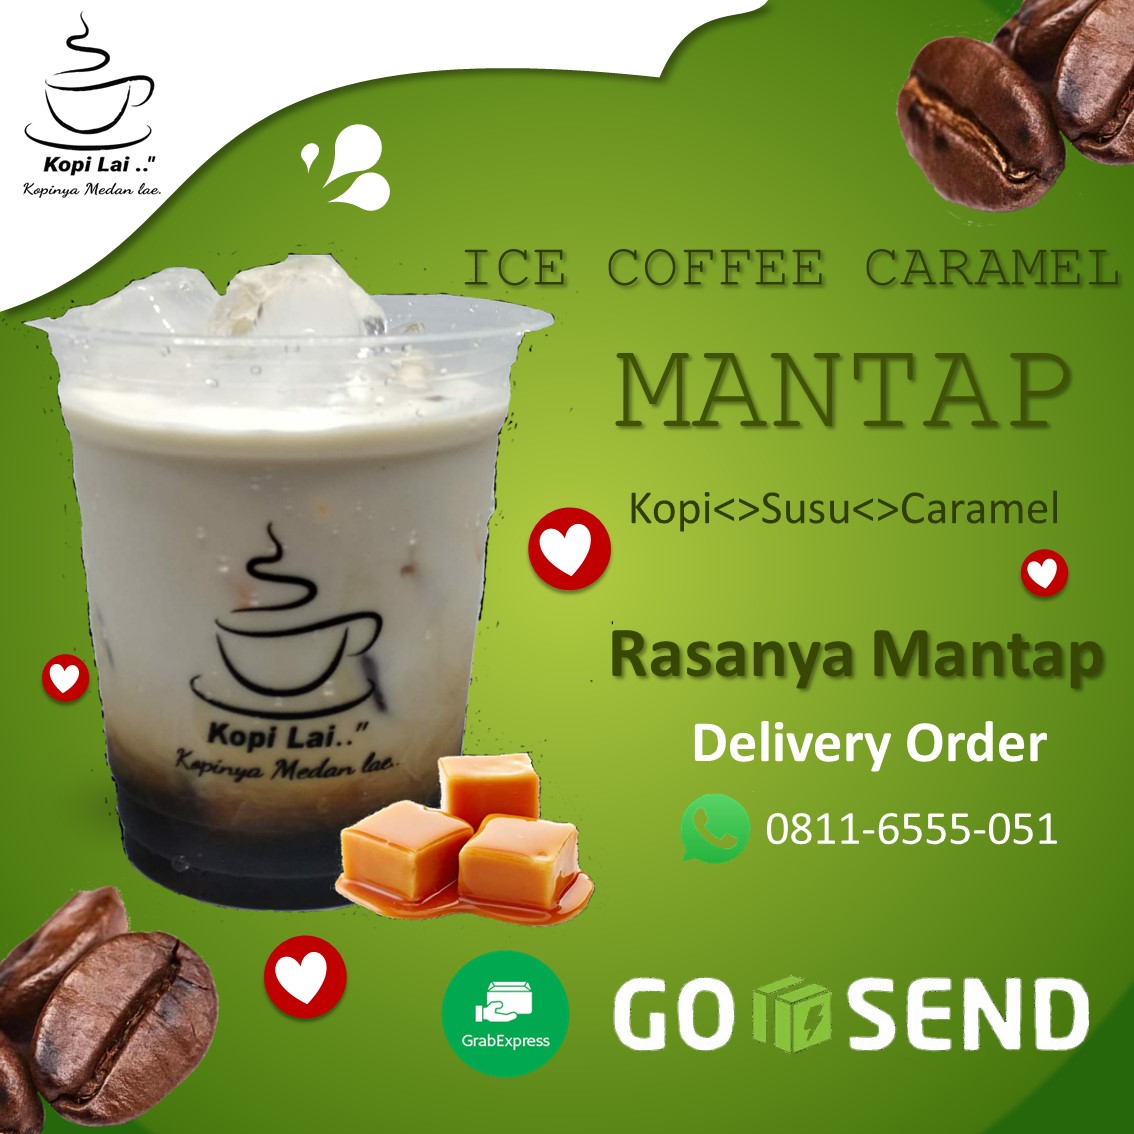 Kopi Lai .."
Kopinya Medan lae.
ICE COFFEE CARAMEL
MANTAP
Kopi<>Susu<>Caramel
Rasanya Mantap
Delivery Order
0811-6555-051
Kopi Lai.."
Kopinya Medan lae..
GrabExpress
GO SEND